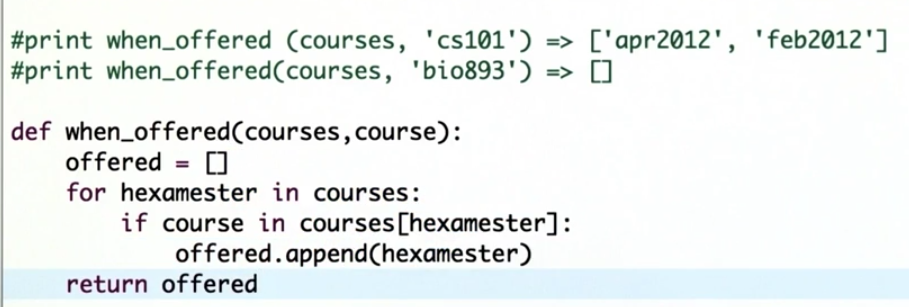 #print when_offered (courses, 'cs101') => ['apr2012', 'feb2012']
#print when_offered(courses, 'bio893') => []
def when_offered(courses,course):
    offered = []
    for hexamester in courses:
        if course in courses[hexamester]:
            offered.append(hexamester)
    return offered